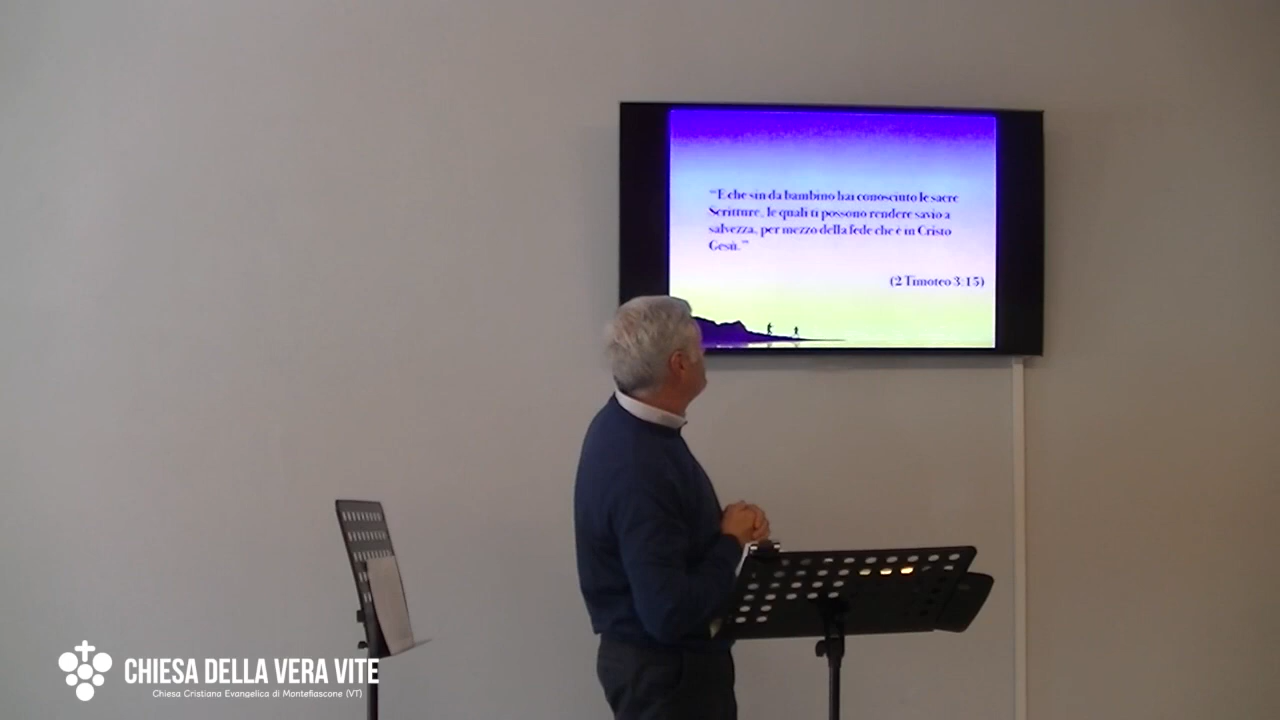 “E che sin da bambino hai conosciuto le sacre
Scritture, le quali ti possono rendere savio a
salvezza, per mezzo della fede che è in Cristo
Gesù.”
(2 Timoteo 3:15)
CHIESA DELLA VERA VITE
Chiesa Cristiana Evangelica di Montefiascone (VT)